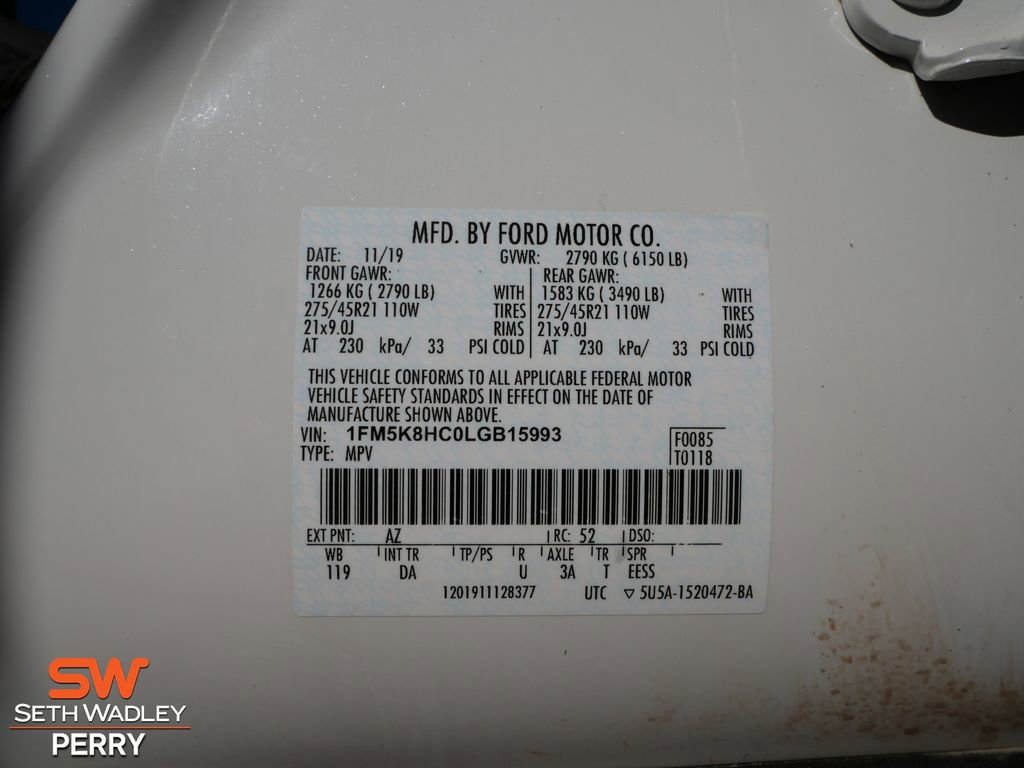 MFD. BY FORD MOTOR CO.
DATE: 11/19 GVWR: 2790 KG ( 6150 LB)
FRONT GAWR: REAR GAWR:
1266 KG ( 2790 LB) WITH 1583 KG ( 3490 LB) WITH
275/45R21 110W TIRES 275/45R21 110W TIRES
21x9.0J RIMS 21x9.0J RIMS
AT 230 kPa/ 33 PSI COLD AT 230 kPa/ 33 PSI COLD
THIS VEHICLE CONFORMS TO ALL APPLICABLE FEDERAL MOTOR
VEHICLE SAFETY STANDARDS IN EFFECT ON THE DATE OF
MANUFACTURE SHOWN ABOVE.
VIN: 1FM5K8HC0LGB15993 F0085
TYPE: MPV T0118
EXT PNT: AZ RC: 52 DSO:
WB INT TR TP/PS R AXLE TR SPR
119 DA U 3A T EESS
1201911128377 UTC ▽ 5U5A-1520472-BA
SW
SETH WADLEY
PERRY